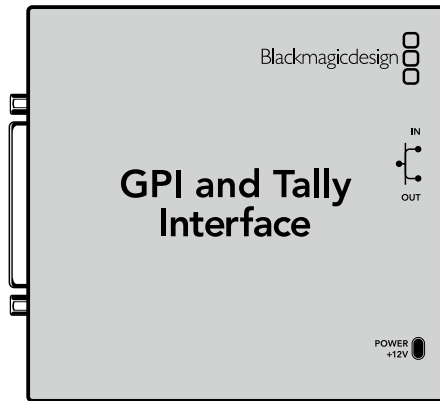 Blackmagicdesign
IN
OUT
GPI and Tally
Interface
POWER
+12V